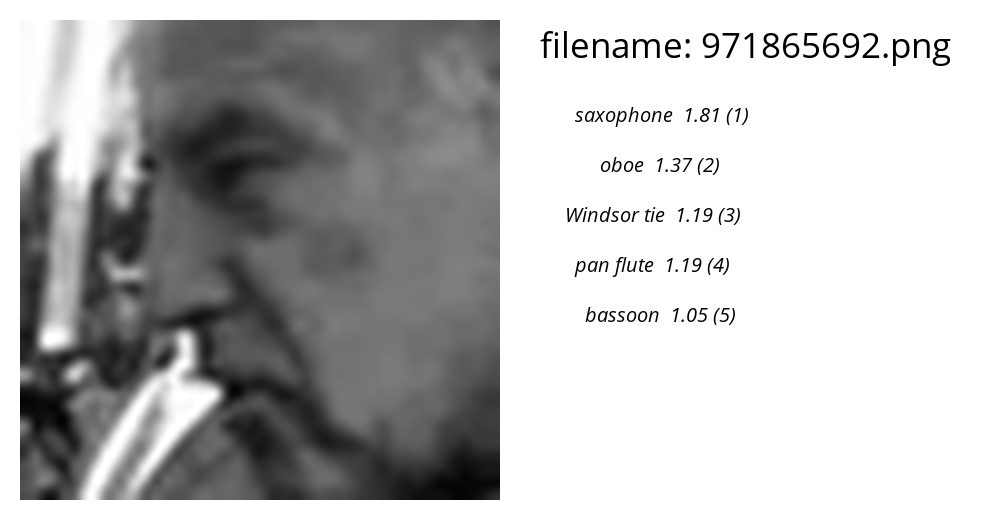 filename: 971865692.png
saxophone 1.81 (1)
oboe 1.37 (2)
Windsor tie 1.19 (3)
pan flute 1.19 (4)
bassoon 1.05 (5)